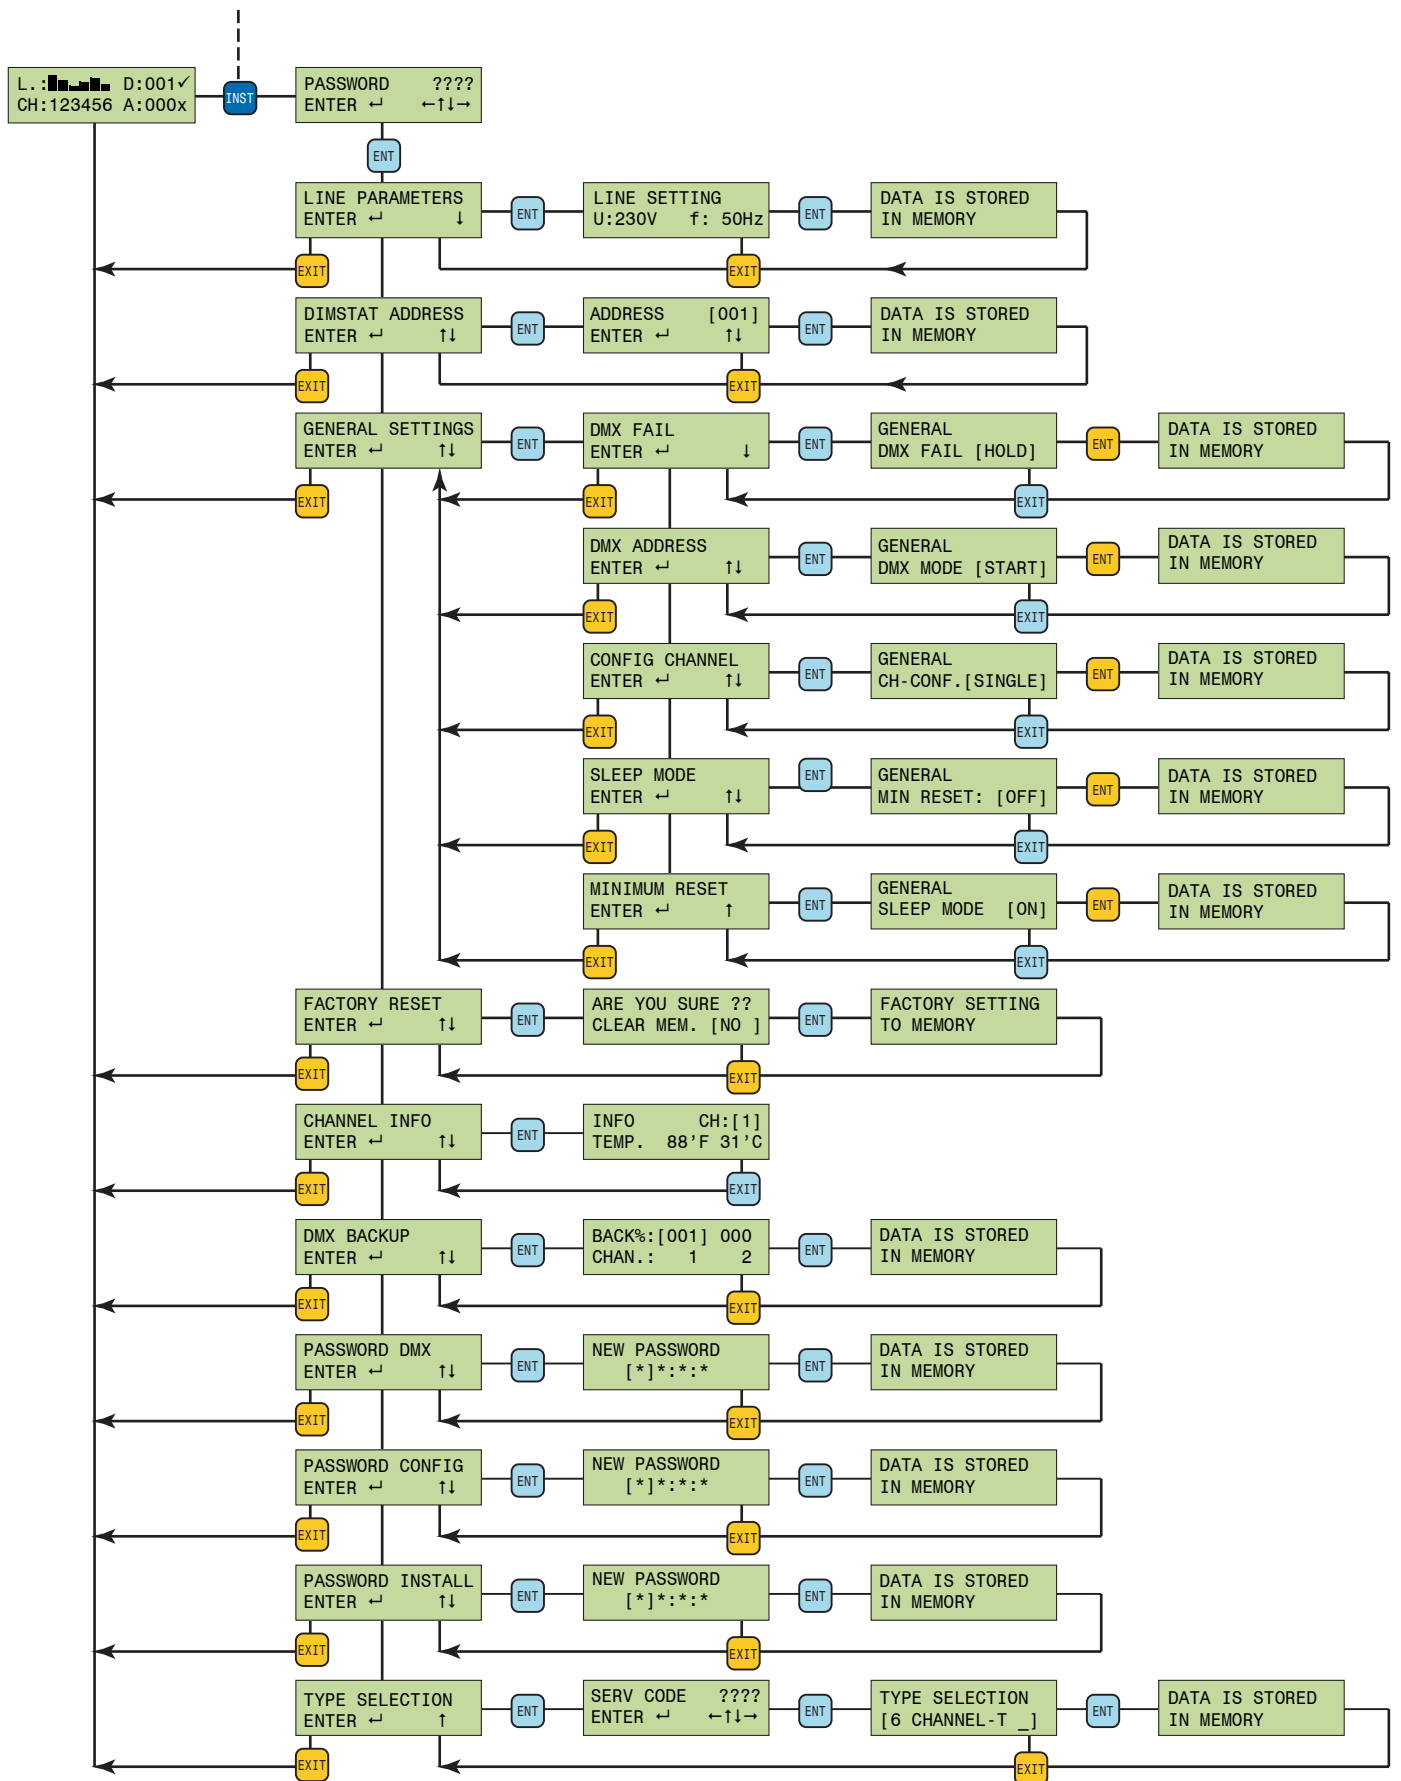 L.: D:001✓
CH:123456 A:000x
INST
PASSWORD ????
ENTER ↵ ←↑↓→
ENT
LINE PARAMETERS
ENTER ↵ ↓
ENT
LINE SETTING
U:230V f: 50Hz
ENT
DATA IS STORED
IN MEMORY
EXIT
EXIT
DIMSTAT ADDRESS
ENTER ↵ ↑↓
ENT
ADDRESS [001]
ENTER ↵ ↑↓
ENT
DATA IS STORED
IN MEMORY
EXIT
EXIT
GENERAL SETTINGS
ENTER ↵ ↑↓
ENT
DMX FAIL
ENTER ↵ ↓
ENT
GENERAL
DMX FAIL [HOLD]
ENT
DATA IS STORED
IN MEMORY
EXIT
EXIT
EXIT
DMX ADDRESS
ENTER ↵ ↑↓
ENT
GENERAL
DMX MODE [START]
ENT
DATA IS STORED
IN MEMORY
EXIT
EXIT
CONFIG CHANNEL
ENTER ↵ ↑↓
ENT
GENERAL
CH-CONF.[SINGLE]
ENT
DATA IS STORED
IN MEMORY
EXIT
EXIT
SLEEP MODE
ENTER ↵ ↑↓
ENT
GENERAL
MIN RESET: [OFF]
ENT
DATA IS STORED
IN MEMORY
EXIT
EXIT
MINIMUM RESET
ENTER ↵ ↑
ENT
GENERAL
SLEEP MODE [ON]
ENT
DATA IS STORED
IN MEMORY
EXIT
EXIT
FACTORY RESET
ENTER ↵ ↑↓
ENT
ARE YOU SURE ??
CLEAR MEM. [NO ]
ENT
FACTORY SETTING
TO MEMORY
EXIT
EXIT
CHANNEL INFO
ENTER ↵ ↑↓
ENT
INFO CH:[1]
TEMP. 88'F 31'C
EXIT
EXIT
DMX BACKUP
ENTER ↵ ↑↓
ENT
BACK%:[001] 000
CHAN.: 1 2
ENT
DATA IS STORED
IN MEMORY
EXIT
EXIT
PASSWORD DMX
ENTER ↵ ↑↓
ENT
NEW PASSWORD
[*]*:*:*
ENT
DATA IS STORED
IN MEMORY
EXIT
EXIT
PASSWORD CONFIG
ENTER ↵ ↑↓
ENT
NEW PASSWORD
[*]*:*:*
ENT
DATA IS STORED
IN MEMORY
EXIT
EXIT
PASSWORD INSTALL
ENTER ↵ ↑↓
ENT
NEW PASSWORD
[*]*:*:*
ENT
DATA IS STORED
IN MEMORY
EXIT
EXIT
TYPE SELECTION
ENTER ↵ ↑
ENT
SERV CODE ????
ENTER ↵ ←↑↓→
ENT
TYPE SELECTION
[6 CHANNEL-T _]
ENT
DATA IS STORED
IN MEMORY
EXIT
EXIT